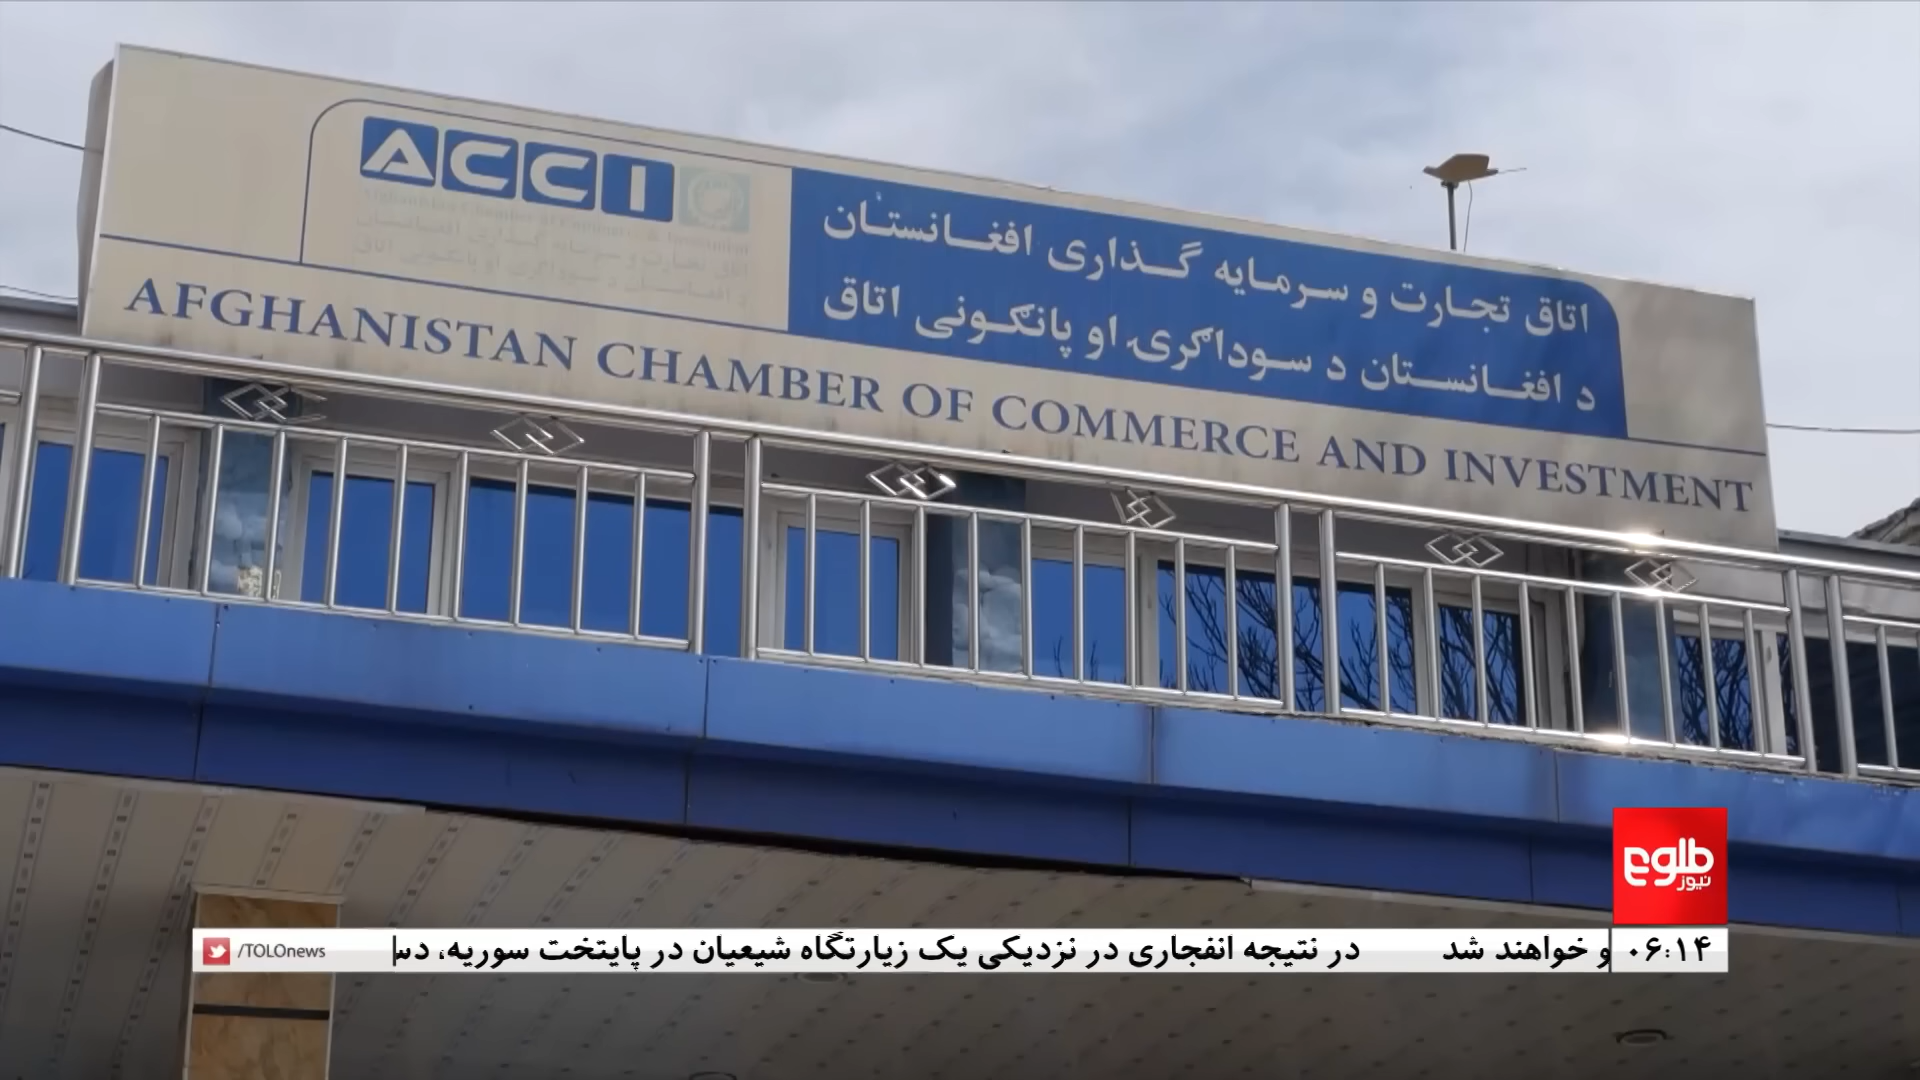 ACCI
اتاق تجارت و سرمایه گذاری افغانستان
د افغانستان د سوداګرۍ او پانګونې اتاق
AFGHANISTAN CHAMBER OF COMMERCE AND INVESTMENT
طلوع
نیوز
۰۶:۱۴
و خواهند شد در نتیجه انفجاری در نزدیکی یک زیارتگاه شیعیان در پایتخت سوریه،
/TOLOnews